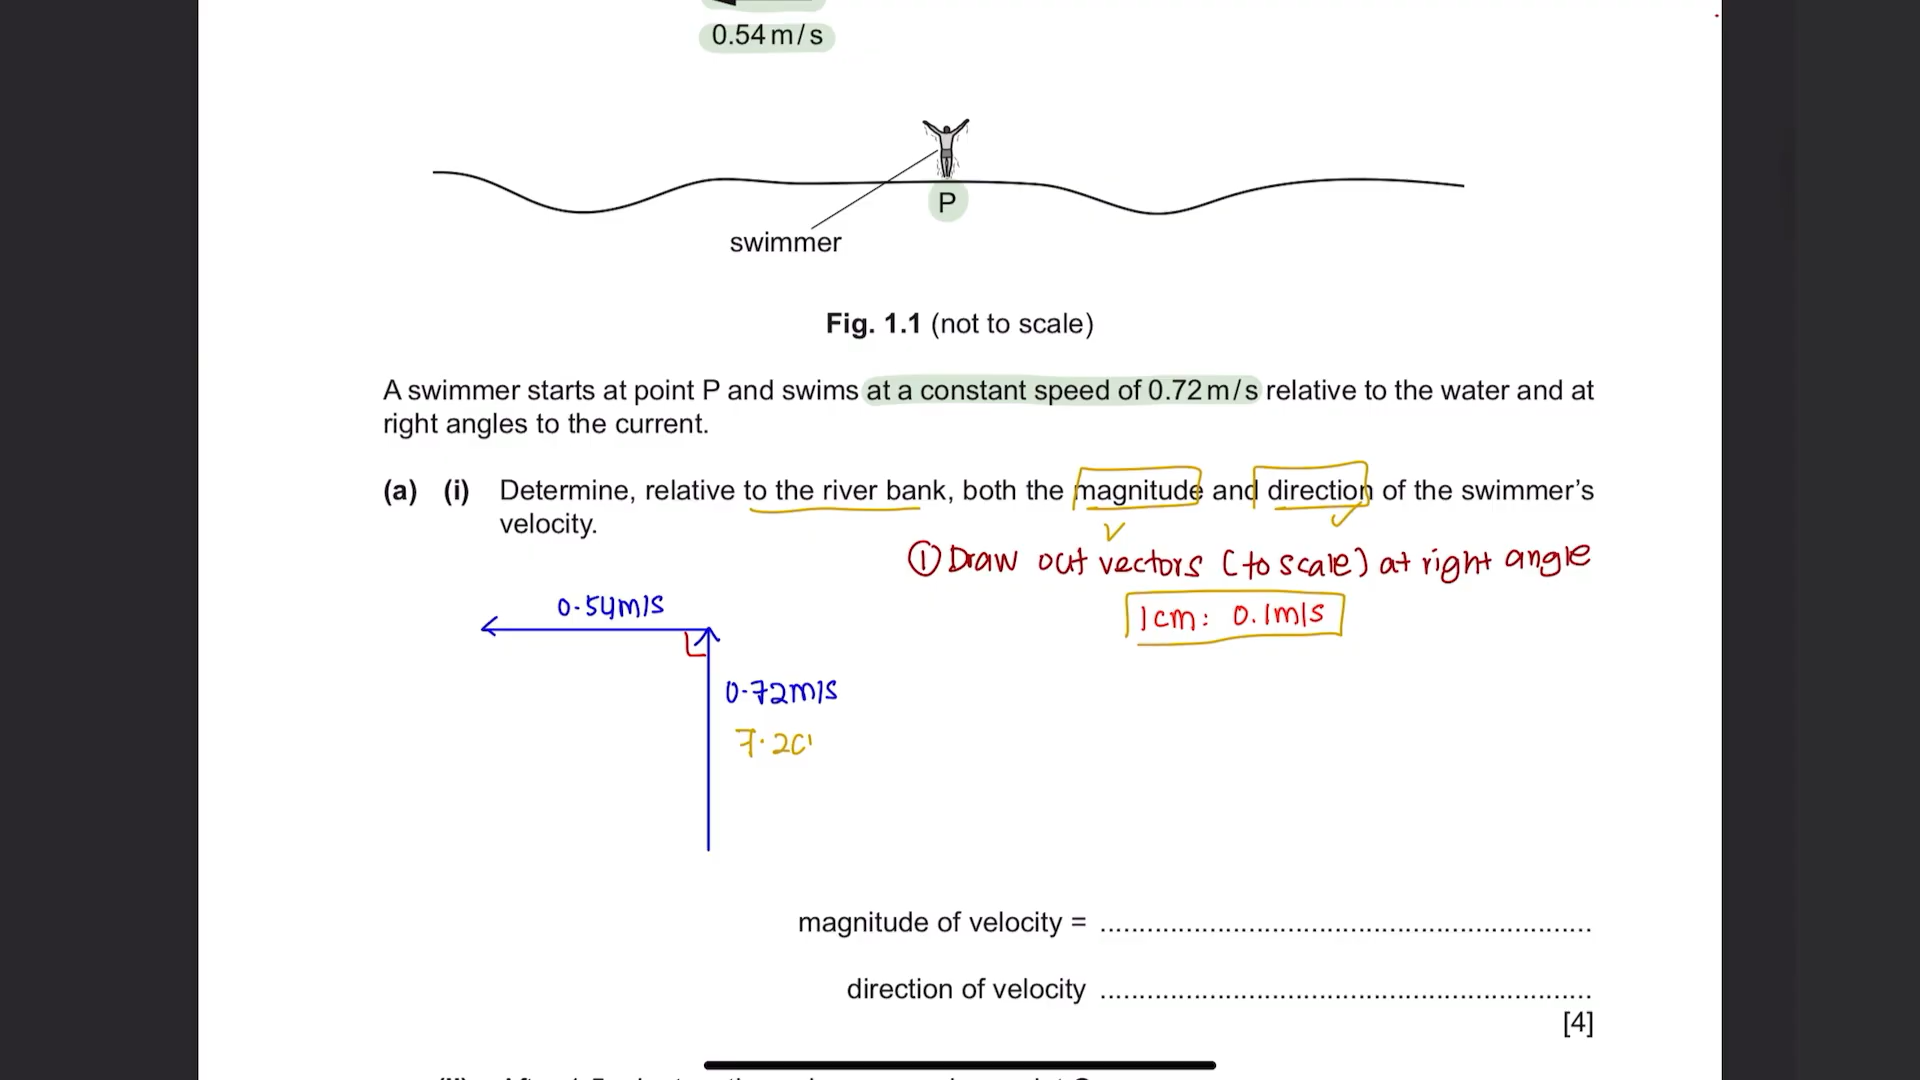 0.54 m/s
P
swimmer
Fig. 1.1 (not to scale)
A swimmer starts at point P and swims at a constant speed of 0.72 m/s relative to the water and at
right angles to the current.
(a) (i) Determine, relative to the river bank, both the magnitude and direction of the swimmer's
velocity.
① Draw out vectors (to scale) at right angle
1cm: 0.1m/s
0.54m/s
0.72m/s
7.2c
magnitude of velocity = ..............................................................
direction of velocity ..............................................................
[4]